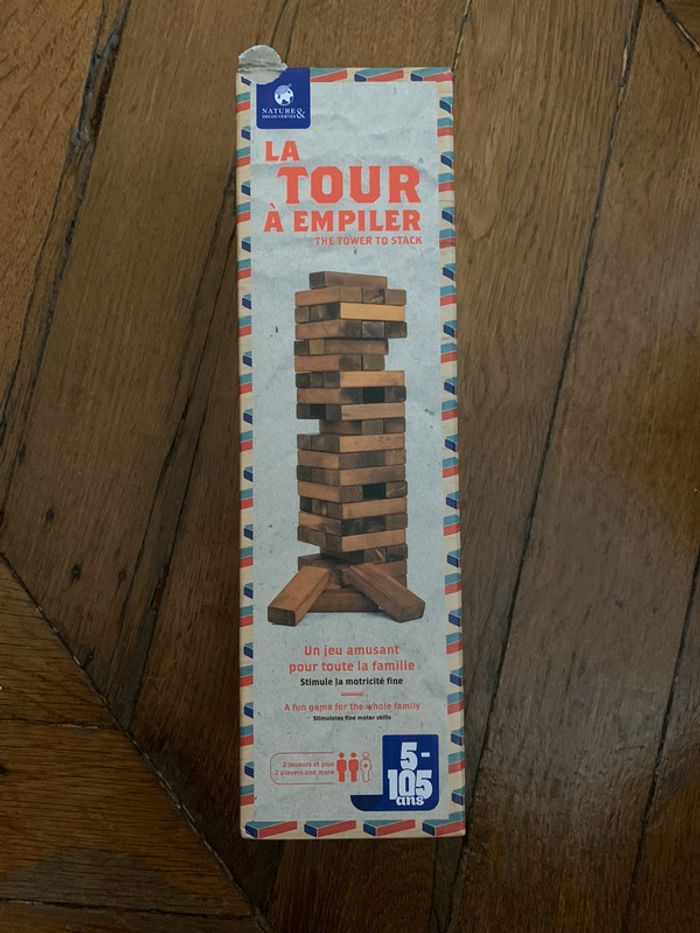 NATURE &
DÉCOUVERTES
LA
TOUR
À EMPILER
THE TOWER TO STACK
Un jeu amusant
pour toute la famille
Stimule la motricité fine
A fun game for the whole family
Stimulates fine motor skills
2 joueurs et plus
2 players and more
5-
105
ans